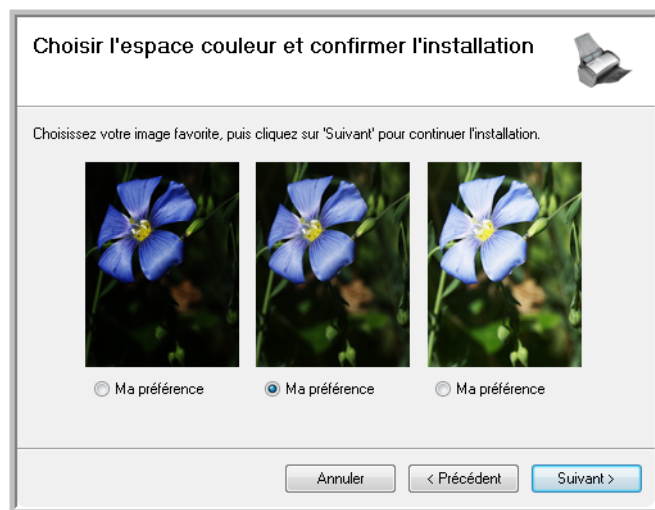 Choisir l'espace couleur et confirmer l'installation
Choisissez votre image favorite, puis cliquez sur 'Suivant' pour continuer l'installation.
Ma préférence
Ma préférence
Ma préférence
Annuler
< Précédent
Suivant >